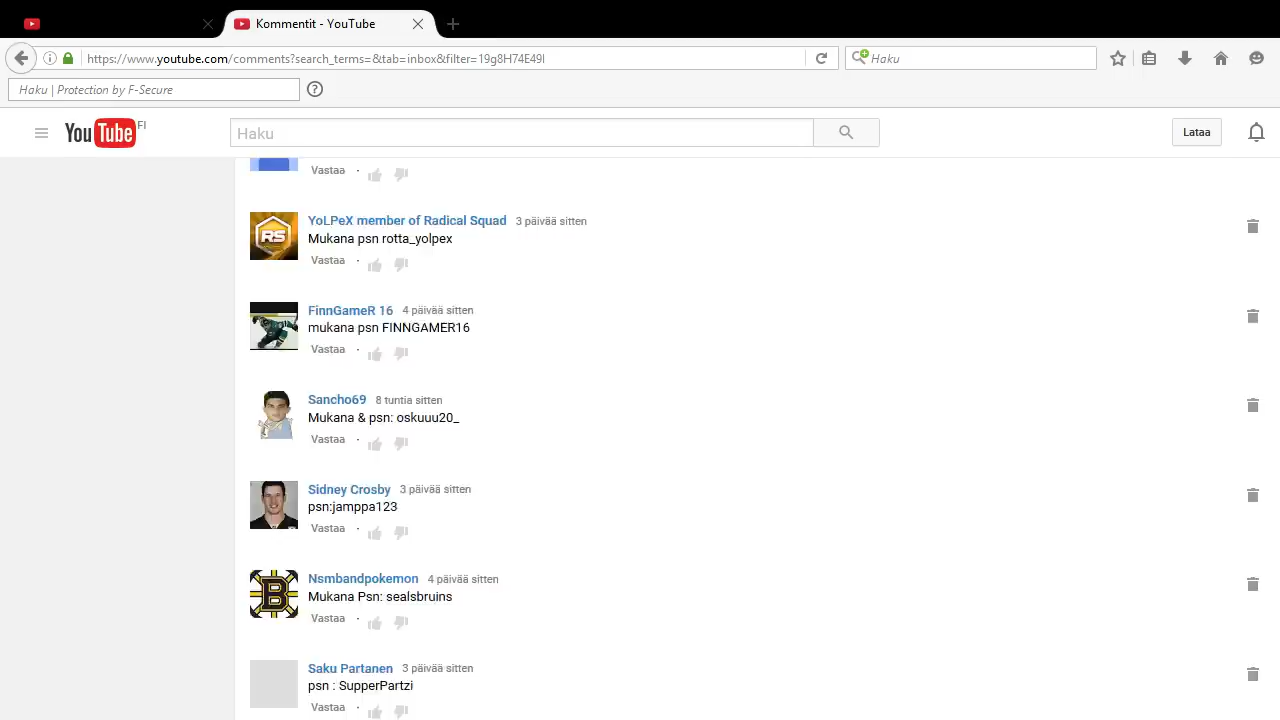 Kommentit - YouTube
https://www.youtube.com/comments?search_terms=&tab=inbox&filter=19g8H74E49I
Haku
Haku | Protection by F-Secure
YouTube FI
Haku
Lataa
Vastaa ·
YoLPeX member of Radical Squad 3 päivää sitten
Mukana psn rotta_yolpex
Vastaa ·
FinnGameR 16 4 päivää sitten
mukana psn FINNGAMER16
Vastaa ·
Sancho69 8 tuntia sitten
Mukana & psn: oskuuu20_
Vastaa ·
Sidney Crosby 3 päivää sitten
psn:jamppa123
Vastaa ·
Nsmbandpokemon 4 päivää sitten
Mukana Psn: sealsbruins
Vastaa ·
Saku Partanen 3 päivää sitten
psn : SupperPartzi
Vastaa ·